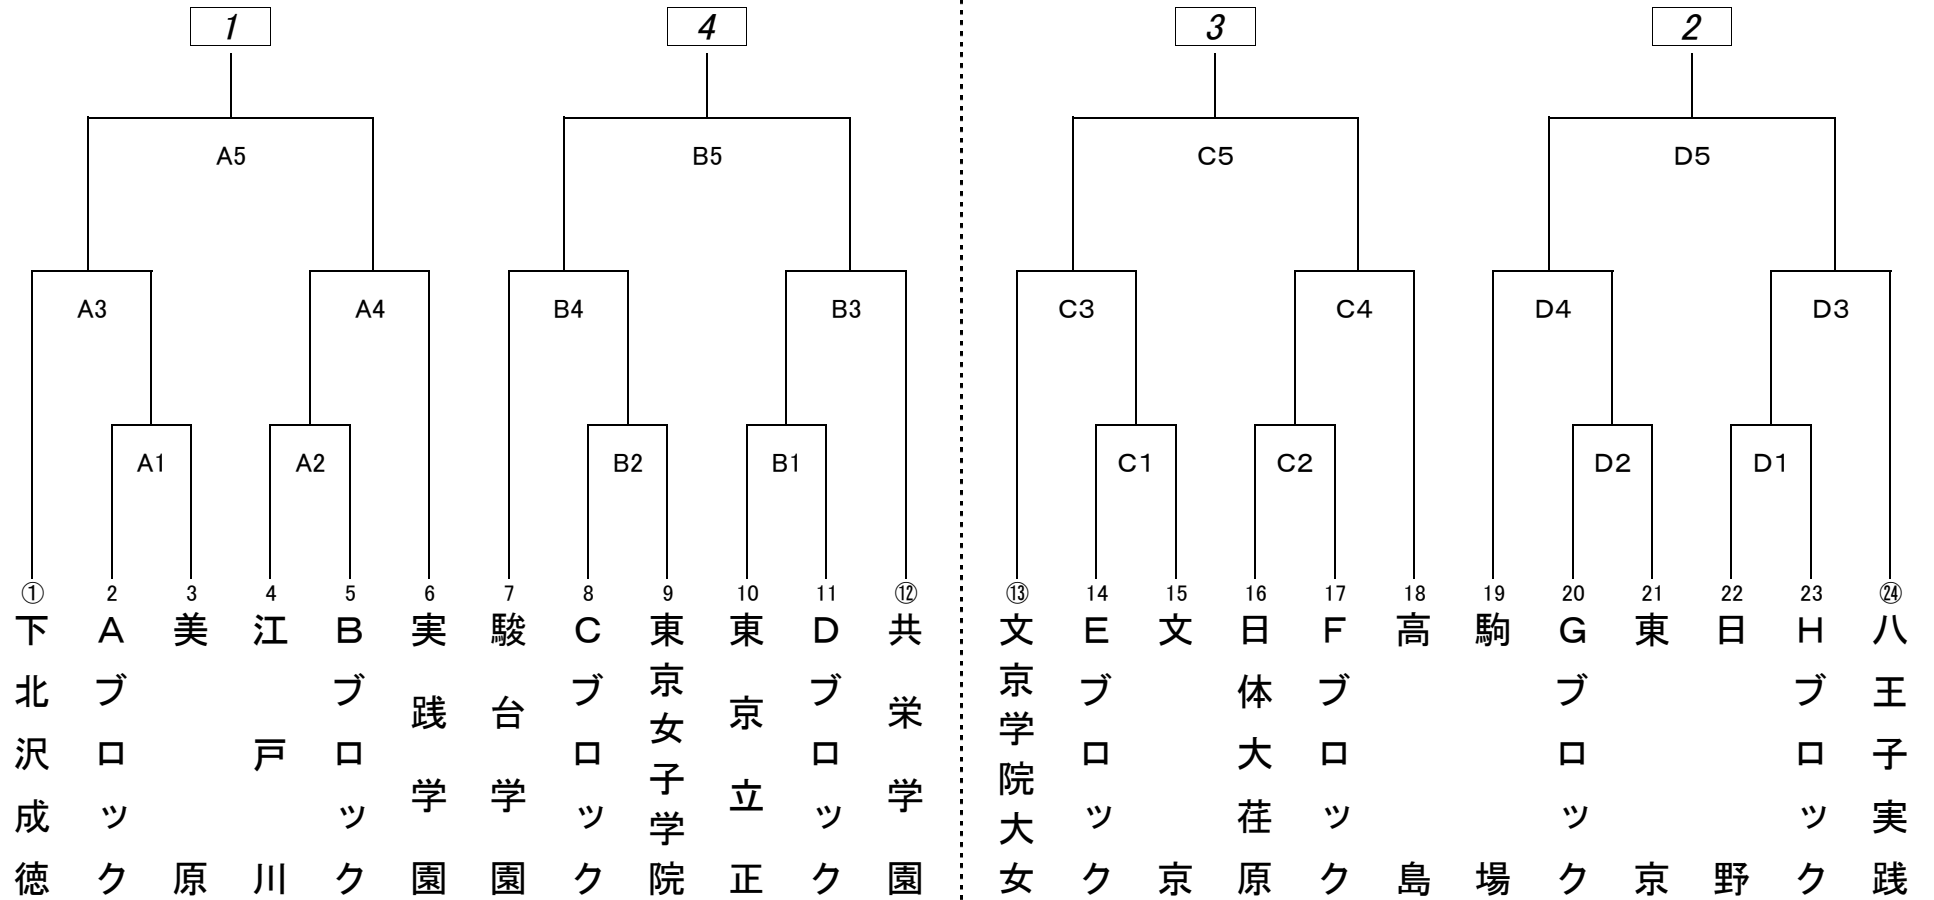 1 4 3 2
A5 B5 C5 D5
A3 A4 B4 B3 C3 C4 D4 D3
A1 A2 B2 B1 C1 C2 D2 D1
① 2 3 4 5 6 7 8 9 10 11 ⑫ ⑬ 14 15 16 17 18 19 20 21 22 23 ㉔
下北沢成徳
Aブロック
美原
江戸川
Bブロック
実践学園
駿台学園
Cブロック
東京女子学院
東京立正
Dブロック
共栄学園
文京学院大女
Eブロック
文京
日体大荏原
Fブロック
高島
駒場
Gブロック
東京
日野
Hブロック
八王子実践